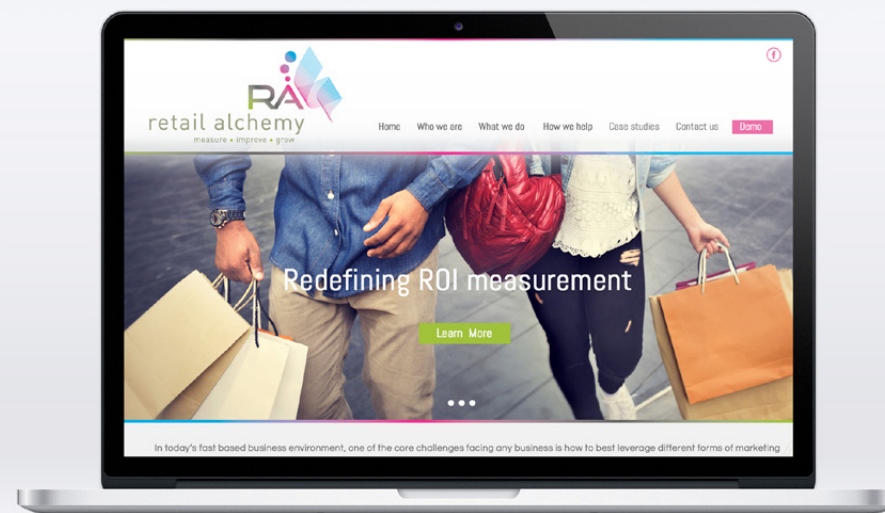 RA
retail alchemy
measure • improve • grow
f
Home Who we are What we do How we help Case studies Contact us Demo
Redefining ROI measurement
Learn More
In today's fast based business environment, one of the core challenges facing any business is how to best leverage different forms of marketing